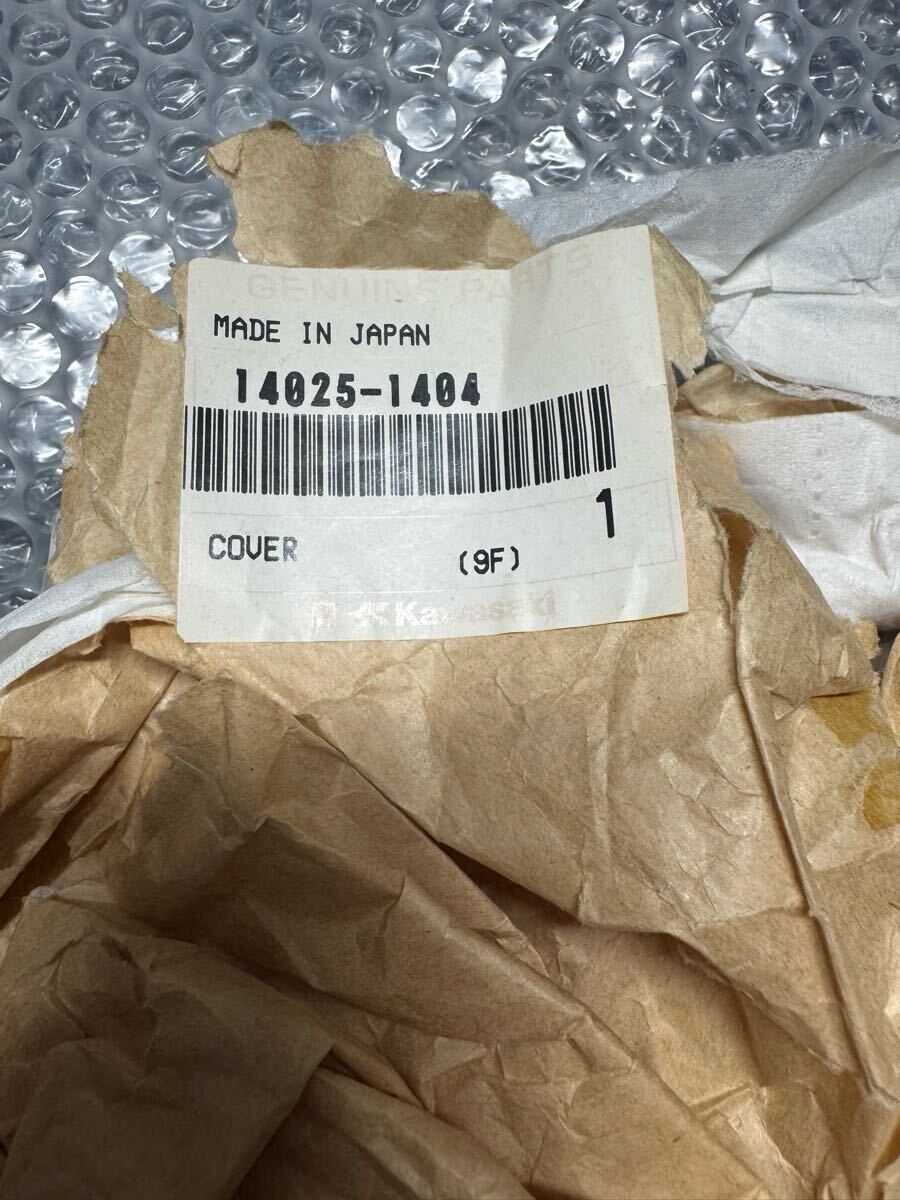 GENUINE PARTS
MADE IN JAPAN
14025-1404
1
COVER
(9F)
Kawasaki